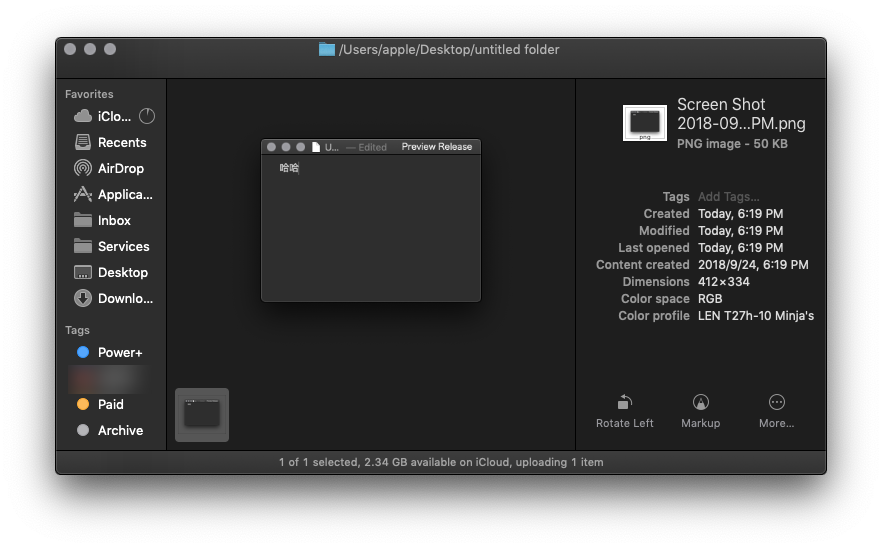 /Users/apple/Desktop/untitled folder
Favorites
iClo...
Recents
AirDrop
Applica...
Inbox
Services
Desktop
Downlo...
Tags
Power+
Paid
Archive
U... — Edited Preview Release
哈哈
png
Screen Shot
2018-09...PM.png
PNG image - 50 KB
Tags Add Tags...
Created Today, 6:19 PM
Modified Today, 6:19 PM
Last opened Today, 6:19 PM
Content created 2018/9/24, 6:19 PM
Dimensions 412×334
Color space RGB
Color profile LEN T27h-10 Minja's
Rotate Left Markup More...
1 of 1 selected, 2.34 GB available on iCloud, uploading 1 item